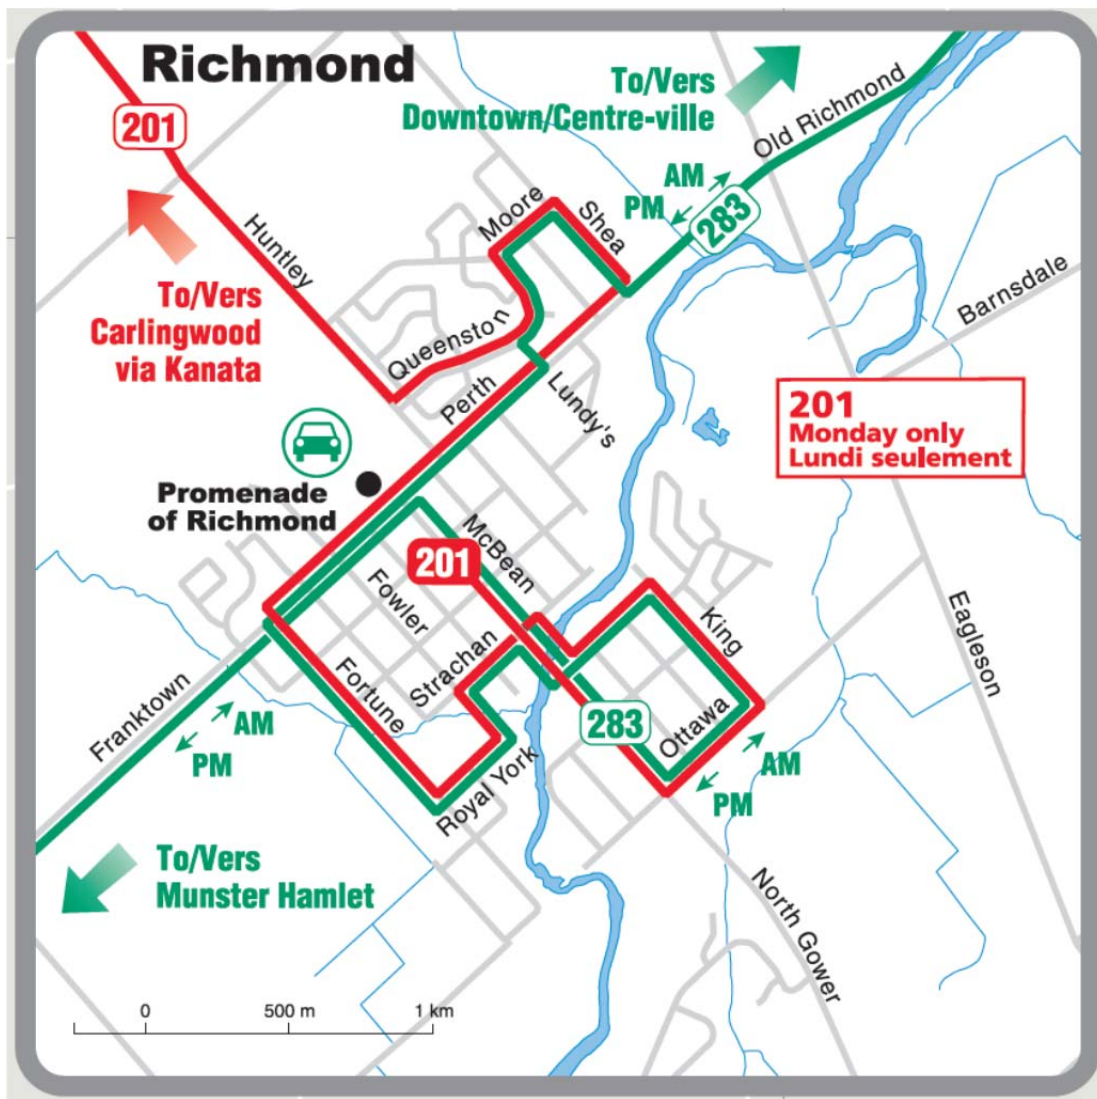 Richmond
To/Vers
Downtown/Centre-ville
Old Richmond
201
AM
PM
283
Moore
Shea
Huntley
To/Vers
Carlingwood
via Kanata
Queenston
Barnsdale
Perth
Lundy's
201
Monday only
Lundi seulement
Promenade
of Richmond
McBean
201
Fowler
King
Eagleson
Strachan
Fortune
Franktown
AM
PM
283
Ottawa
AM
PM
Royal York
To/Vers
Munster Hamlet
North Gower
0 500 m 1 km